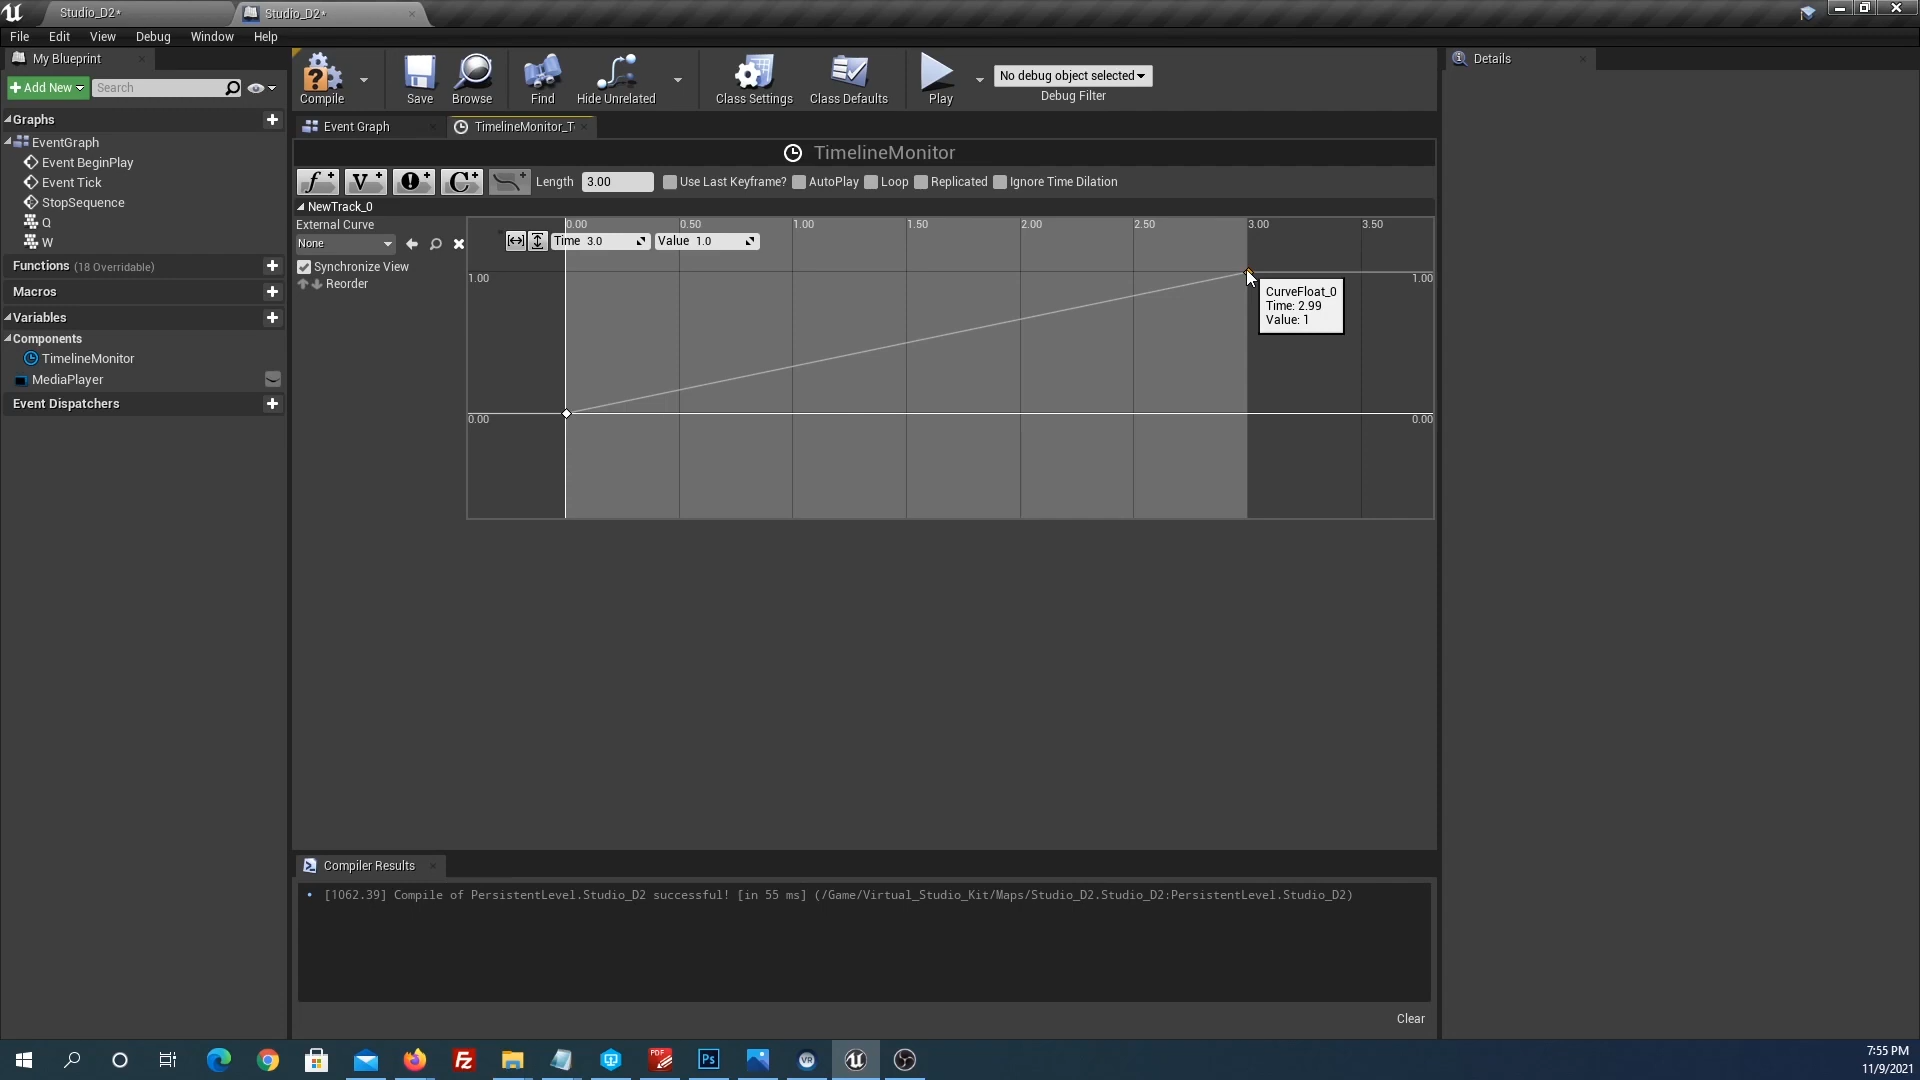 Studio_D2*
Studio_D2*
File Edit View Debug Window Help
My Blueprint
Add New
Search
Graphs
EventGraph
Event BeginPlay
Event Tick
StopSequence
Q
W
Functions (18 Overridable)
Macros
Variables
Components
TimelineMonitor
MediaPlayer
Event Dispatchers
Compile
Save
Browse
Find
Hide Unrelated
Class Settings
Class Defaults
Play
No debug object selected
Debug Filter
Event Graph
TimelineMonitor_T
TimelineMonitor
f+ V+ !+ C+
Length 3.00 Use Last Keyframe? AutoPlay Loop Replicated Ignore Time Dilation
NewTrack_0
External Curve
None
Synchronize View
Reorder
0.00 0.50 1.00 1.50 2.00 2.50 3.00 3.50
Time 3.0 Value 1.0
1.00 1.00
CurveFloat_0
Time: 2.99
Value: 1
0.00 0.00
Compiler Results
[1062.39] Compile of PersistentLevel.Studio_D2 successful! [in 55 ms] (/Game/Virtual_Studio_Kit/Maps/Studio_D2.Studio_D2:PersistentLevel.Studio_D2)
Clear
Details
Fz
PDF
Ps
VR
7:55 PM
11/9/2021